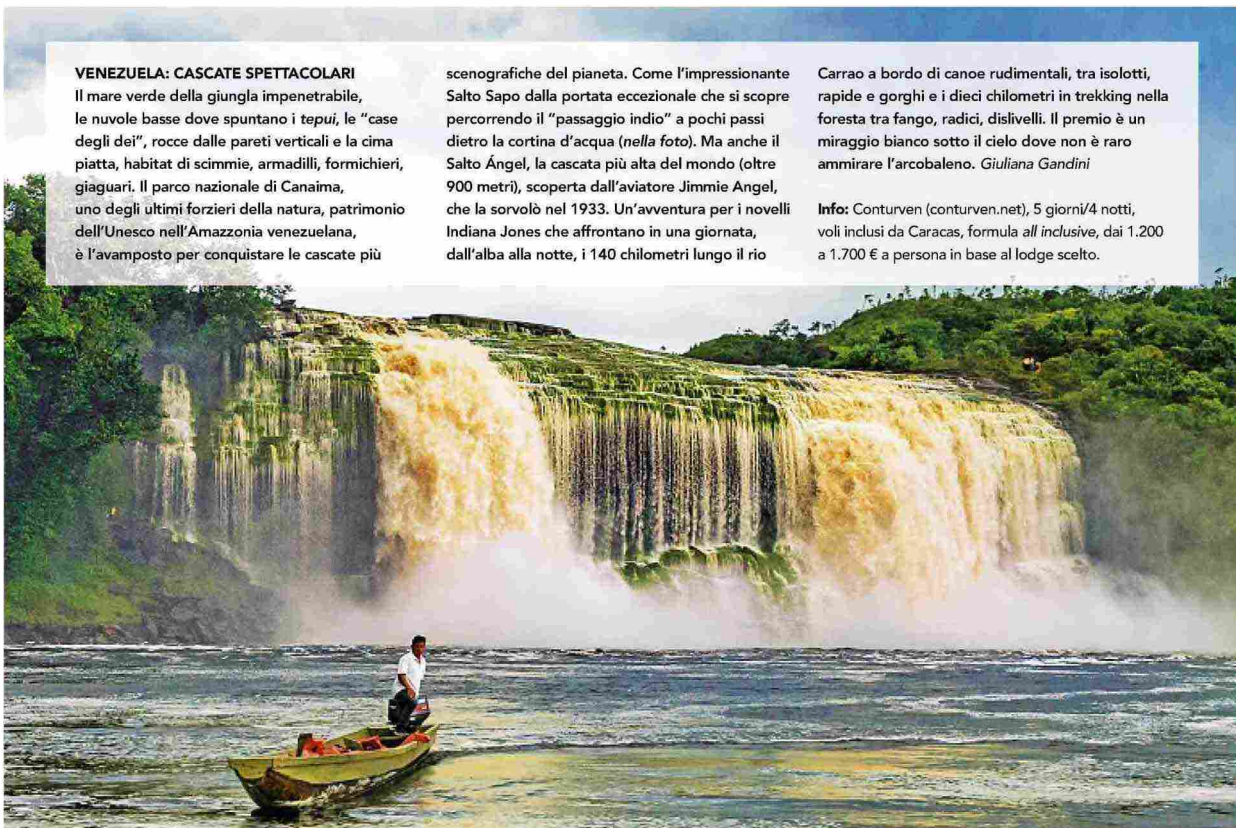 VENEZUELA: CASCATE SPETTACOLARI
Il mare verde della giungla impenetrabile,
le nuvole basse dove spuntano i tepui, le “case
degli dei”, rocce dalle pareti verticali e la cima
piatta, habitat di scimmie, armadilli, formichieri,
giaguari. Il parco nazionale di Canaima,
uno degli ultimi forzieri della natura, patrimonio
dell’Unesco nell’Amazzonia venezuelana,
è l’avamposto per conquistare le cascate più
scenografiche del pianeta. Come l’impressionante
Salto Sapo dalla portata eccezionale che si scopre
percorrendo il “passaggio indio” a pochi passi
dietro la cortina d’acqua (nella foto). Ma anche il
Salto Ángel, la cascata più alta del mondo (oltre
900 metri), scoperta dall’aviatore Jimmie Angel,
che la sorvolò nel 1933. Un’avventura per i novelli
Indiana Jones che affrontano in una giornata,
dall’alba alla notte, i 140 chilometri lungo il rio
Carrao a bordo di canoe rudimentali, tra isolotti,
rapide e gorghi e i dieci chilometri in trekking nella
foresta tra fango, radici, dislivelli. Il premio è un
miraggio bianco sotto il cielo dove non è raro
ammirare l’arcobaleno. Giuliana Gandini
Info: Conturven (conturven.net), 5 giorni/4 notti,
voli inclusi da Caracas, formula all inclusive, dai 1.200
a 1.700 € a persona in base al lodge scelto.